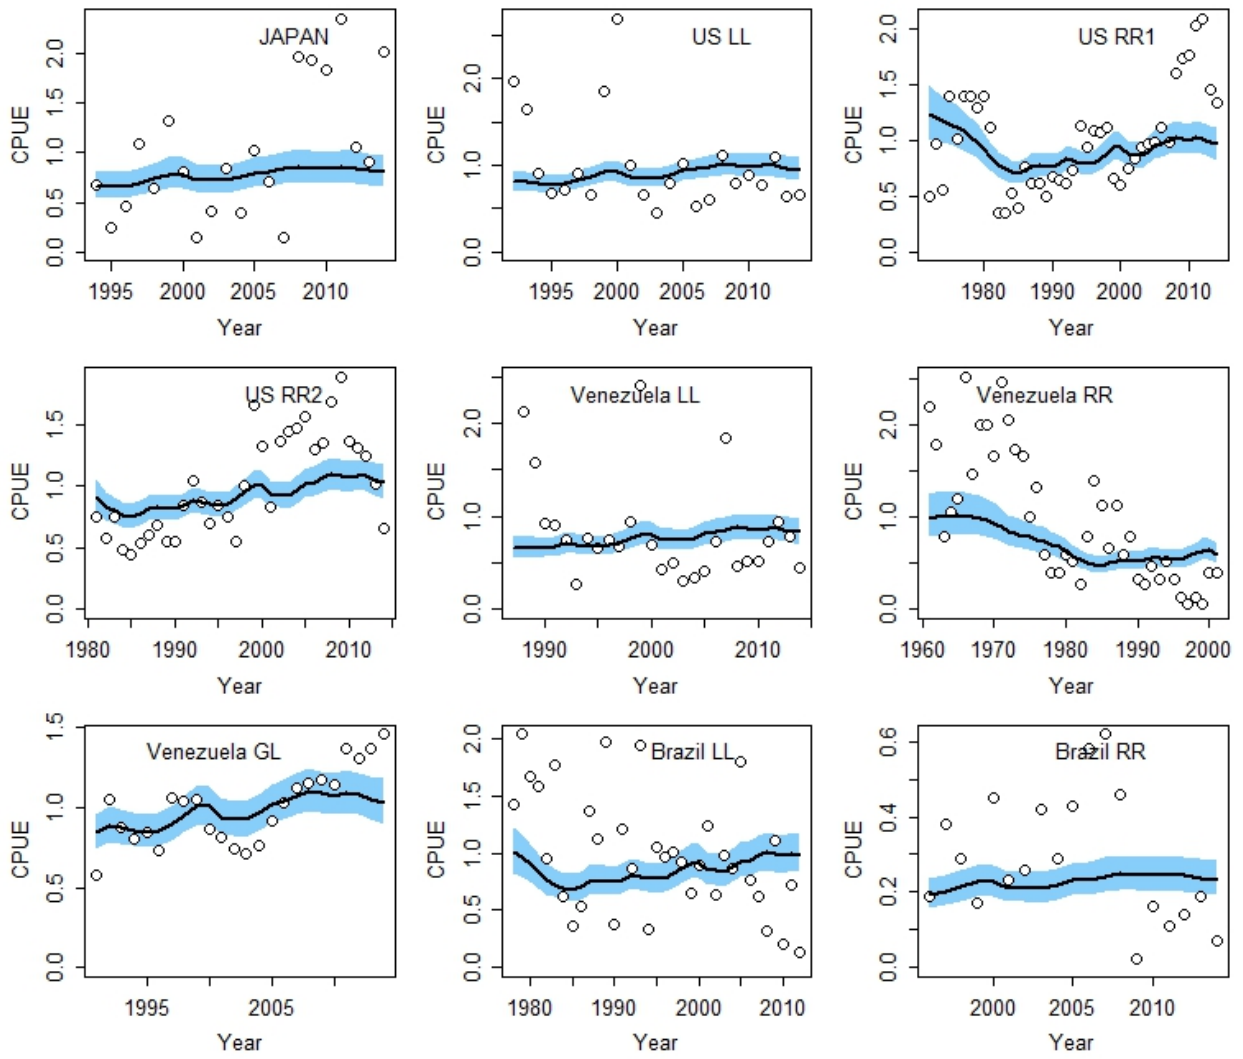 JAPAN
CPUE
0.0 0.5 1.0 1.5 2.0
1995 2000 2005 2010
Year
US LL
CPUE
0.0 1.0 2.0
1995 2005
Year
US RR1
CPUE
0.0 0.5 1.0 1.5 2.0
1980 1990 2000 2010
Year
US RR2
CPUE
0.0 0.5 1.0 1.5
1980 1990 2000 2010
Year
Venezuela LL
CPUE
0.0 1.0 2.0
1990 2000 2010
Year
Venezuela RR
CPUE
0.0 1.0 2.0
1960 1970 1980 1990 2000
Year
Venezuela GL
CPUE
0.0 0.5 1.0 1.5
1995 2005
Year
Brazil LL
CPUE
0.0 0.5 1.0 1.5 2.0
1980 1990 2000 2010
Year
Brazil RR
CPUE
0.0 0.2 0.4 0.6
2000 2005 2010
Year